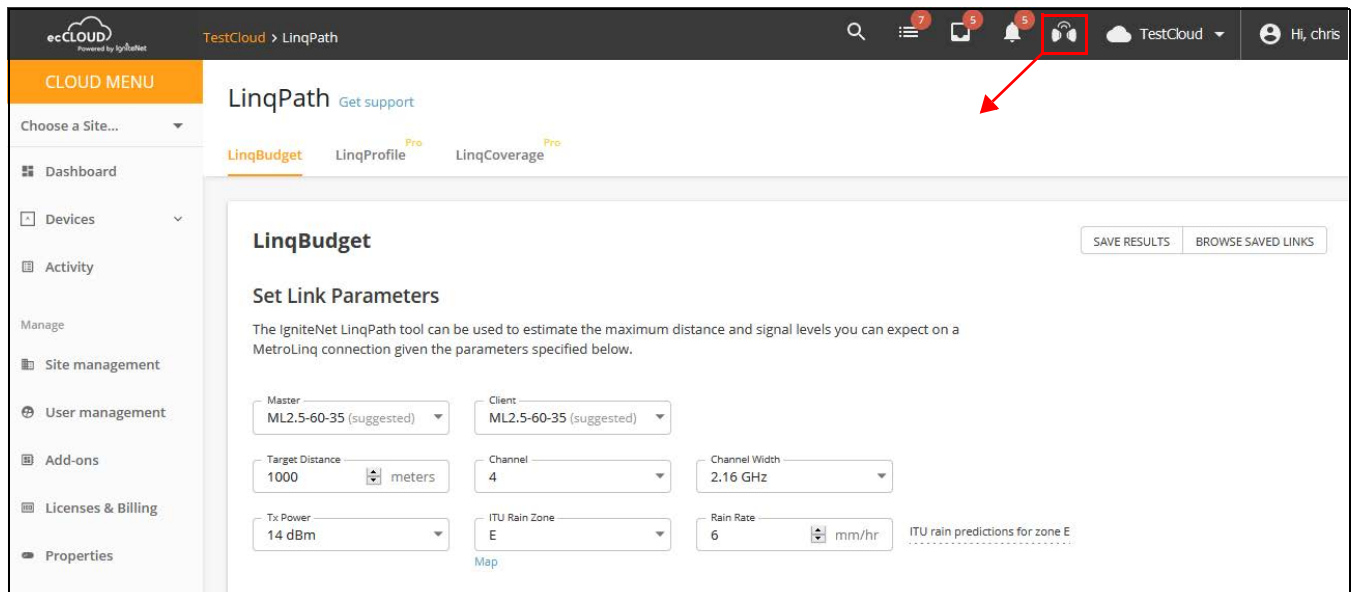 ecCLOUD
Powered by IgniteNet
TestCloud > LinqPath
7
5
5
TestCloud
Hi, chris
CLOUD MENU
Choose a Site...
Dashboard
Devices
Activity
Manage
Site management
User management
Add-ons
Licenses & Billing
Properties
LinqPath Get support
LinqBudget
LinqProfile Pro
LinqCoverage Pro
LinqBudget
SAVE RESULTS
BROWSE SAVED LINKS
Set Link Parameters
The IgniteNet LinqPath tool can be used to estimate the maximum distance and signal levels you can expect on a
MetroLinq connection given the parameters specified below.
Master
ML2.5-60-35 (suggested)
Client
ML2.5-60-35 (suggested)
Target Distance
1000 meters
Channel
4
Channel Width
2.16 GHz
Tx Power
14 dBm
ITU Rain Zone
E
Map
Rain Rate
6 mm/hr
ITU rain predictions for zone E